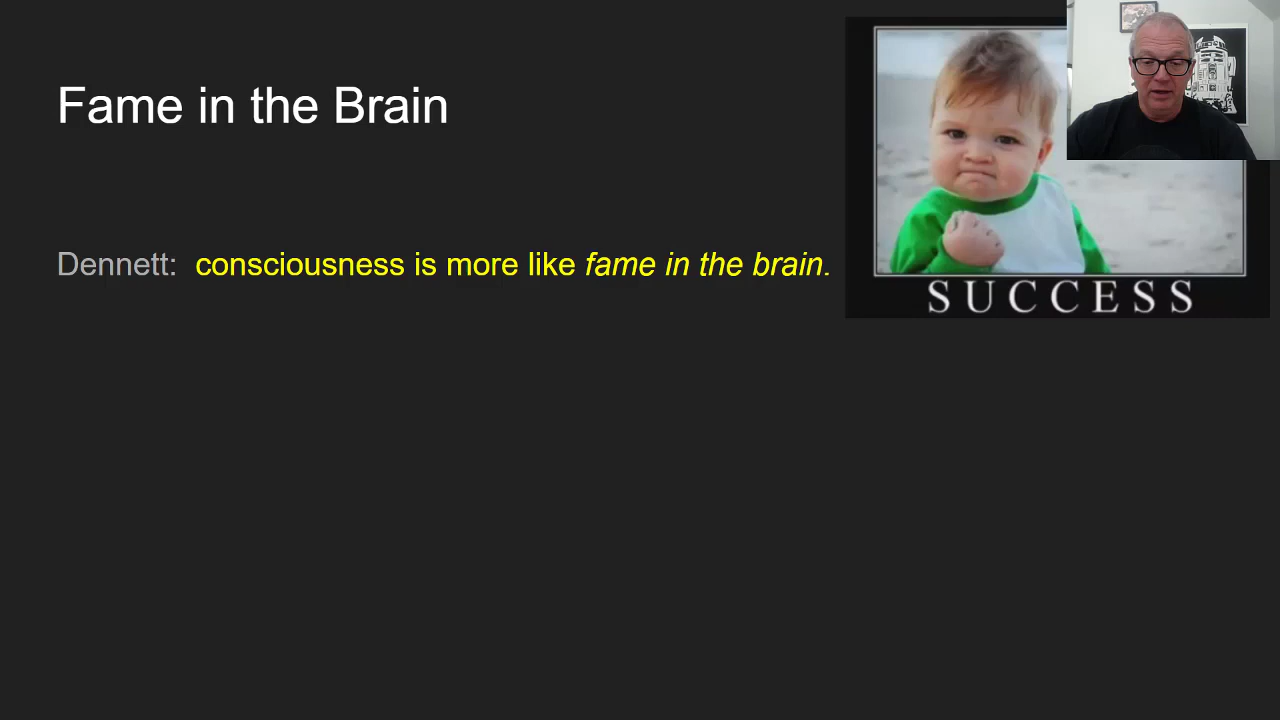 Fame in the Brain
Dennett: consciousness is more like fame in the brain.
SUCCESS